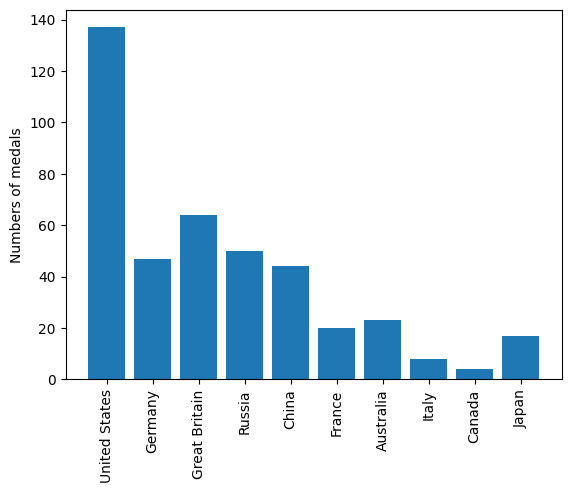 Numbers of medals
140
120
100
80
60
40
20
0
United States
Germany
Great Britain
Russia
China
France
Australia
Italy
Canada
Japan